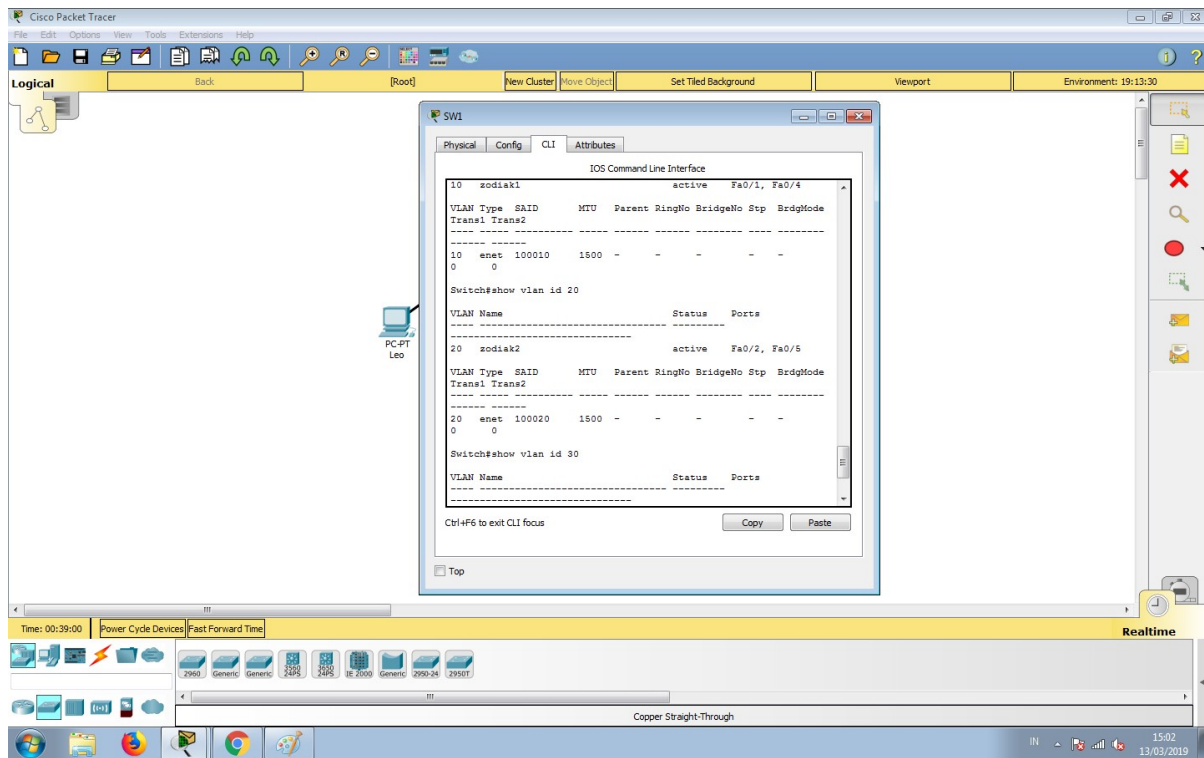 Cisco Packet Tracer
File Edit Options View Tools Extensions Help
Logical
Back
[Root]
New Cluster
Move Object
Set Tiled Background
Viewport
Environment: 19:13:30
SW1
Physical Config CLI Attributes
IOS Command Line Interface
10 zodiak1 active Fa0/1, Fa0/4
VLAN Type SAID MTU Parent RingNo BridgeNo Stp BrdgMode
Trans1 Trans2
---- ----- ---------- ----- ------ ------ -------- ---- --------
------ ------
10 enet 100010 1500 - - - - -
0 0
Switch#show vlan id 20
VLAN Name Status Ports
---- -------------------------------- ---------
-------------------------------
20 zodiak2 active Fa0/2, Fa0/5
VLAN Type SAID MTU Parent RingNo BridgeNo Stp BrdgMode
Trans1 Trans2
---- ----- ---------- ----- ------ ------ -------- ---- --------
------ ------
20 enet 100020 1500 - - - - -
0 0
Switch#show vlan id 30
VLAN Name Status Ports
---- -------------------------------- ---------
-------------------------------
Ctrl+F6 to exit CLI focus
Copy
Paste
Top
PC-PT
Leo
Time: 00:39:00
Power Cycle Devices
Fast Forward Time
Realtime
2960 Generic Generic 3560 24PS 3650 24PS IE 2000 Generic 2950-24 2950T
Copper Straight-Through
IN
15:02
13/03/2019